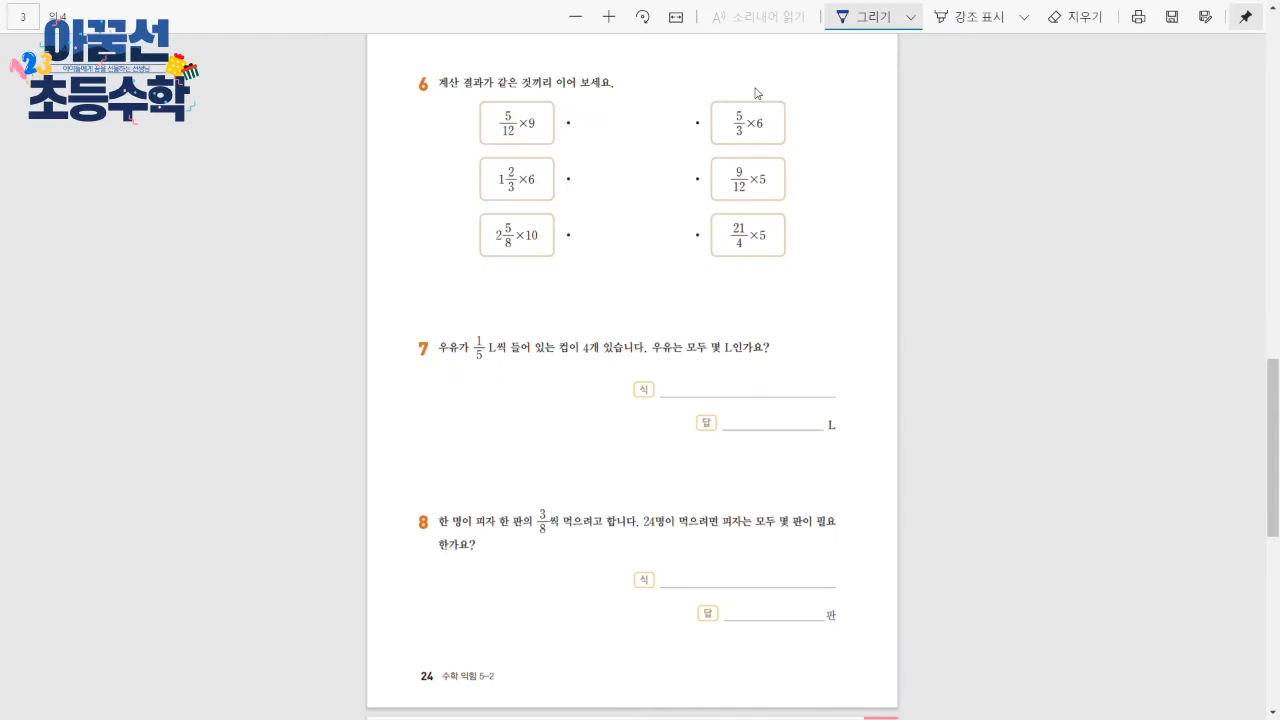 3 의 4
소리내어 읽기
그리기
강조 표시
지우기
123
아꿈선
아이들에게 꿈을 선물하는 선생님
초등수학
6 계산 결과가 같은 것끼리 이어 보세요.
5/12×9 • • 5/3×6
1 2/3×6 • • 9/12×5
2 5/8×10 • • 21/4×5
7 우유가 1/5 L씩 들어 있는 컵이 4개 있습니다. 우유는 모두 몇 L인가요?
식
답 L
8 한 명이 피자 한 판의 3/8씩 먹으려고 합니다. 24명이 먹으려면 피자는 모두 몇 판이 필요
한가요?
식
답 판
24 수학 익힘 5-2